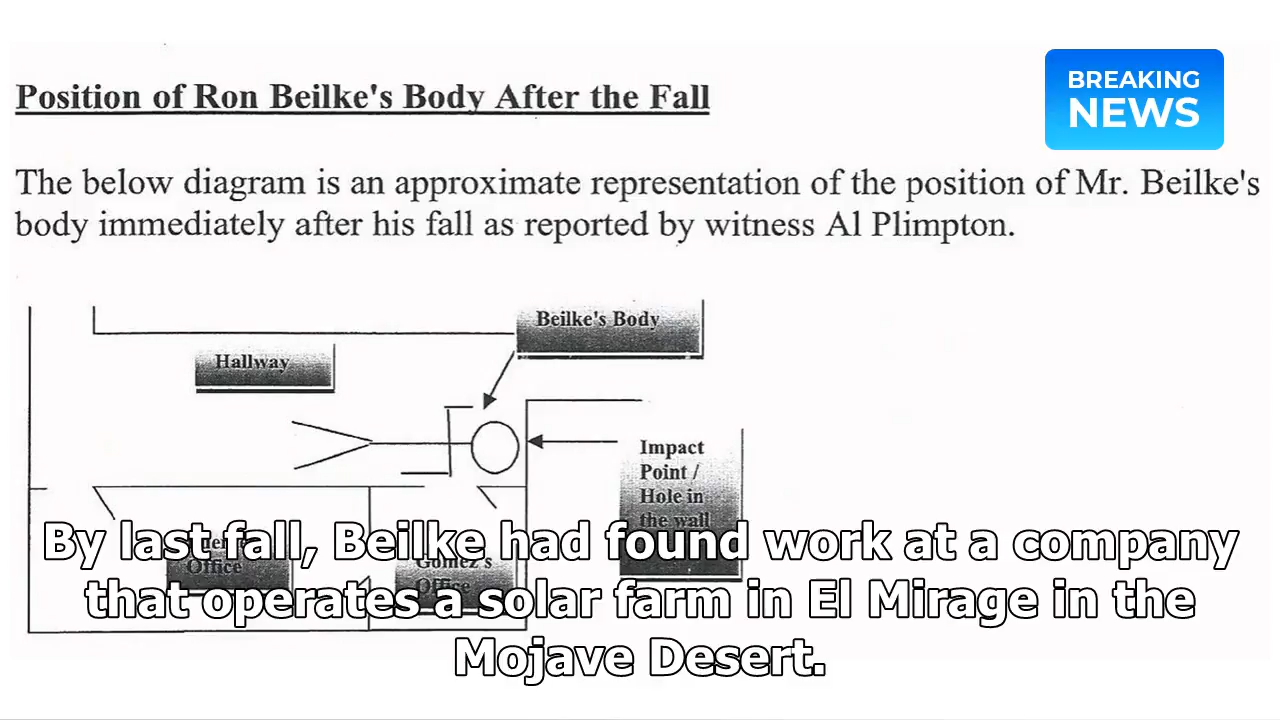 BREAKING
NEWS
Position of Ron Beilke's Body After the Fall
The below diagram is an approximate representation of the position of Mr. Beilke's
body immediately after his fall as reported by witness Al Plimpton.
Beilke's Body
Hallway
Impact
Point /
Hole in
the wall
Office
Gomez's
Office
By last fall, Beilke had found work at a company
that operates a solar farm in El Mirage in the
Mojave Desert.